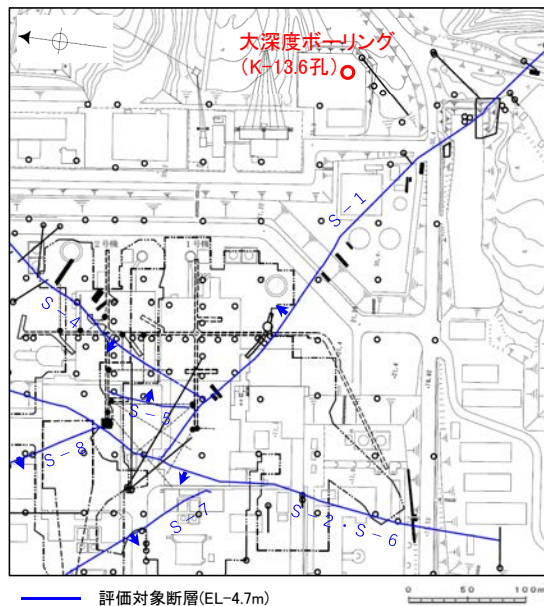 大深度ボーリング
(K-13.6孔)
S-1
2号機
1号機
S-4
S-5
S-8
S-7
S-2・S-6
評価対象断層(EL-4.7m)
0 50 100m